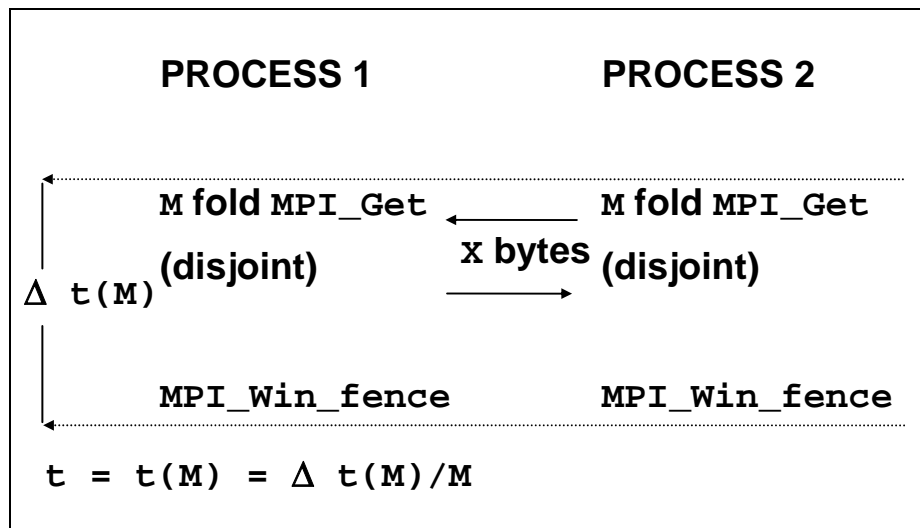 PROCESS 1 PROCESS 2
M fold MPI_Get M fold MPI_Get
(disjoint) X bytes (disjoint)
Δ t(M)
MPI_Win_fence MPI_Win_fence
t = t(M) = Δ t(M)/M